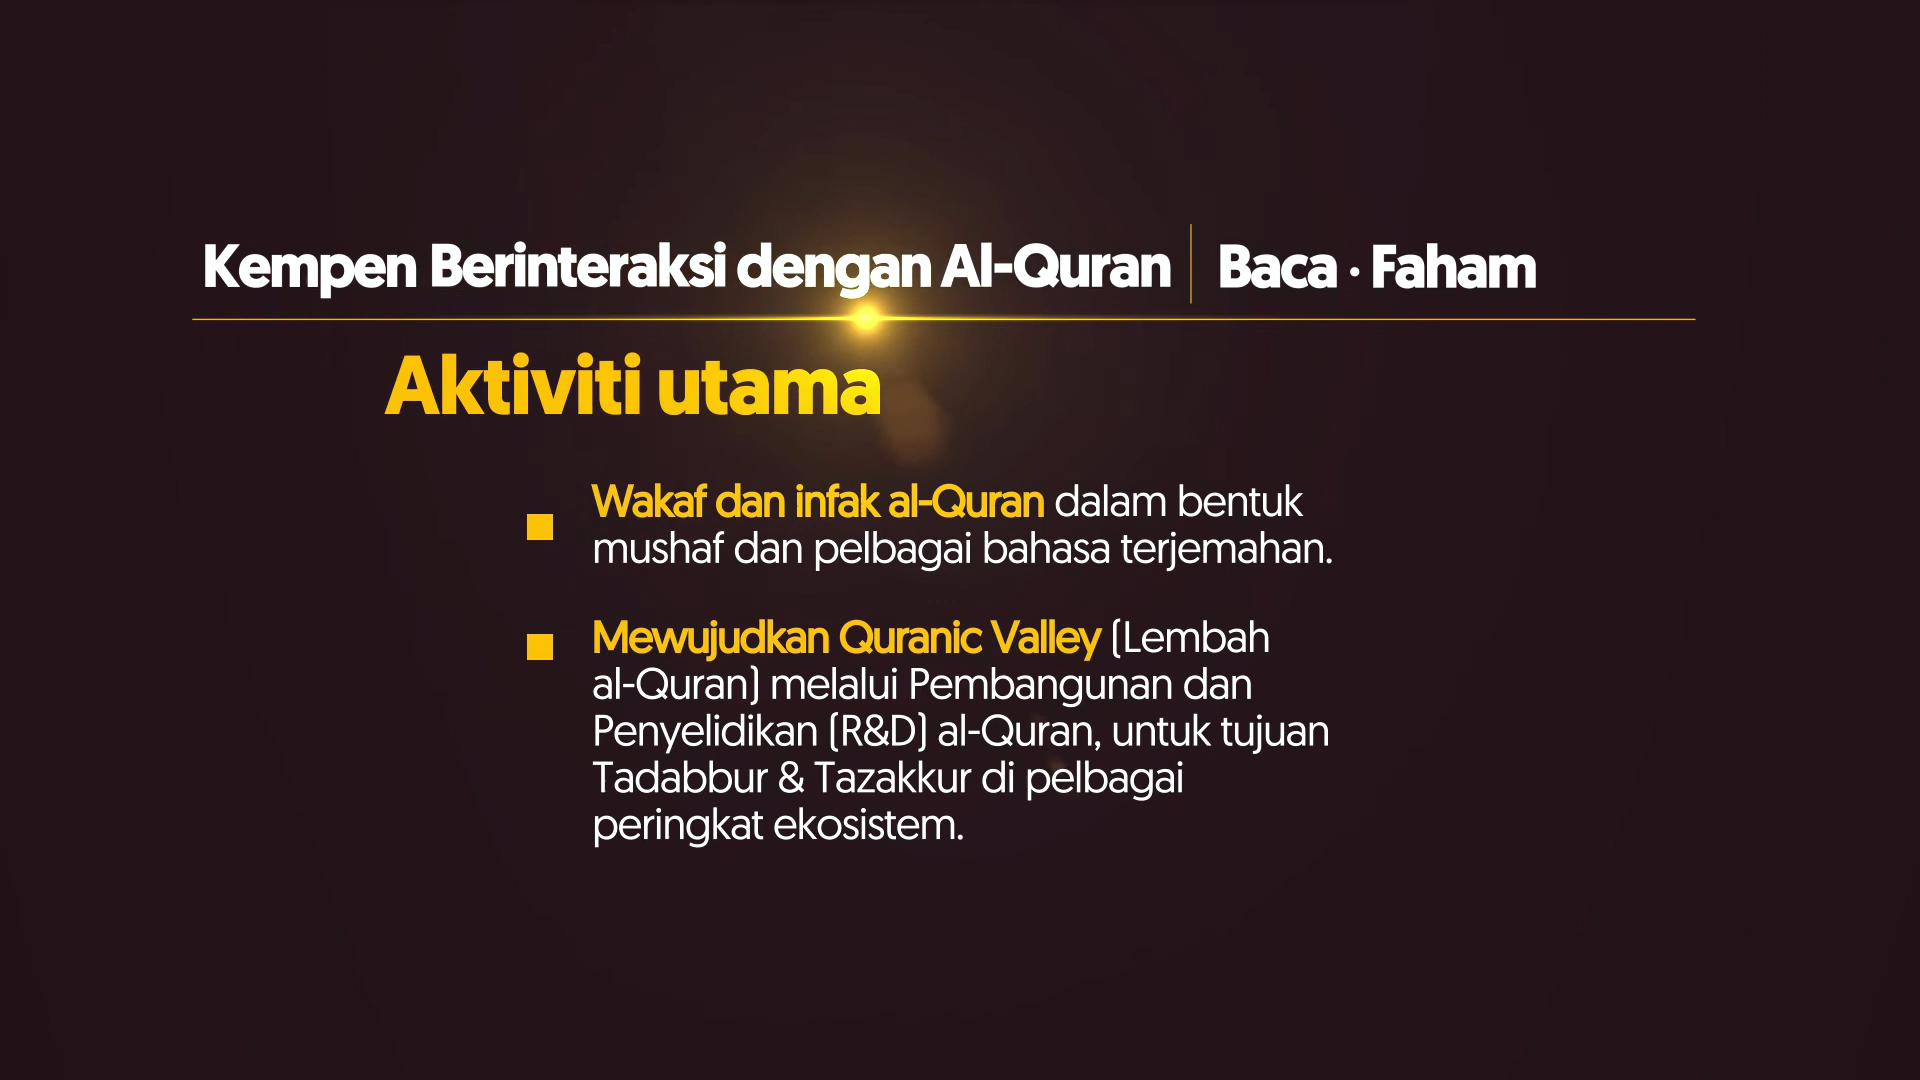 Kempen Berinteraksi dengan Al-Quran | Baca · Faham
Aktiviti utama
Wakaf dan infak al-Quran dalam bentuk
mushaf dan pelbagai bahasa terjemahan.
Mewujudkan Quranic Valley (Lembah
al-Quran) melalui Pembangunan dan
Penyelidikan (R&D) al-Quran, untuk tujuan
Tadabbur & Tazakkur di pelbagai
peringkat ekosistem.